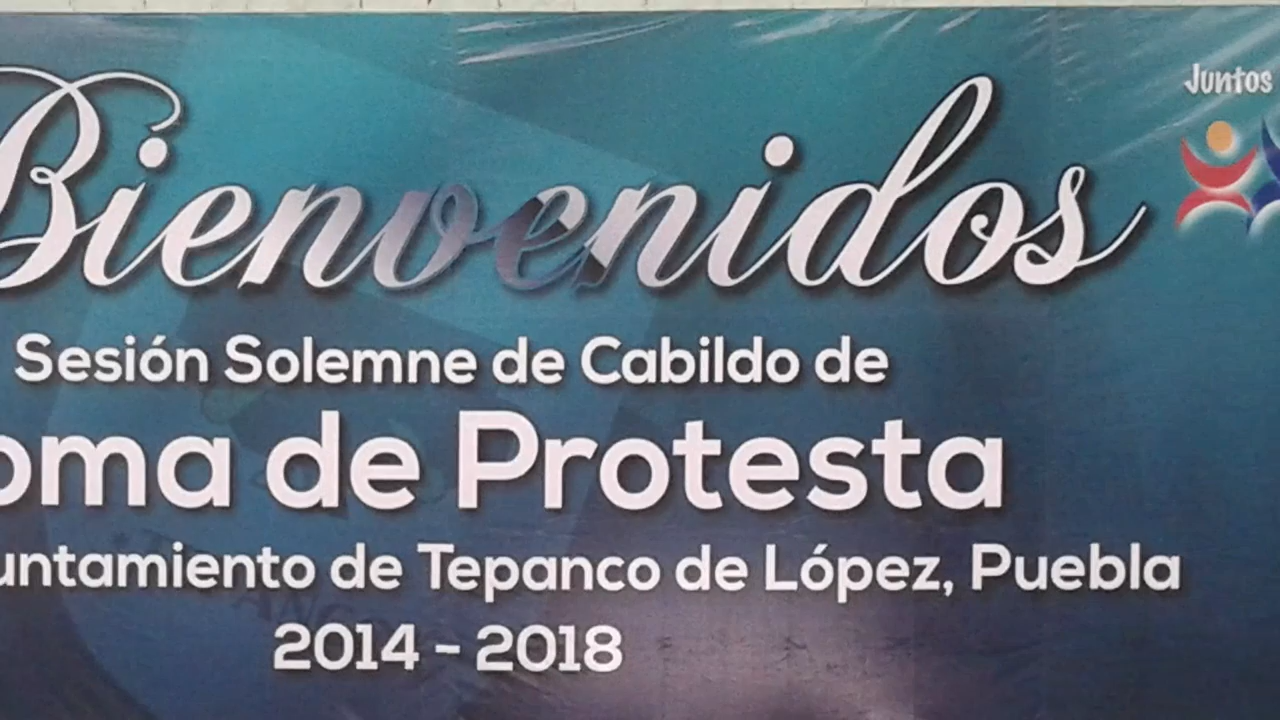 Bienvenidos
Juntos
Sesión Solemne de Cabildo de
oma de Protesta
untamiento de Tepanco de López, Puebla
2014 - 2018